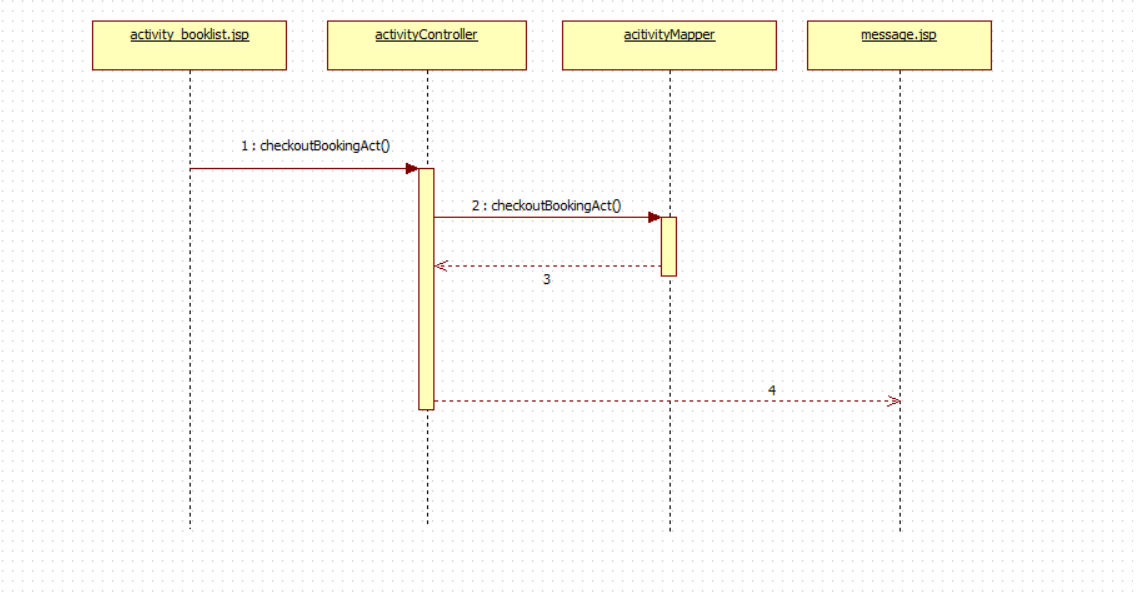 activity_booklist.jsp
activityController
acitivityMapper
message.jsp
1 : checkoutBookingAct()
2 : checkoutBookingAct()
3
4